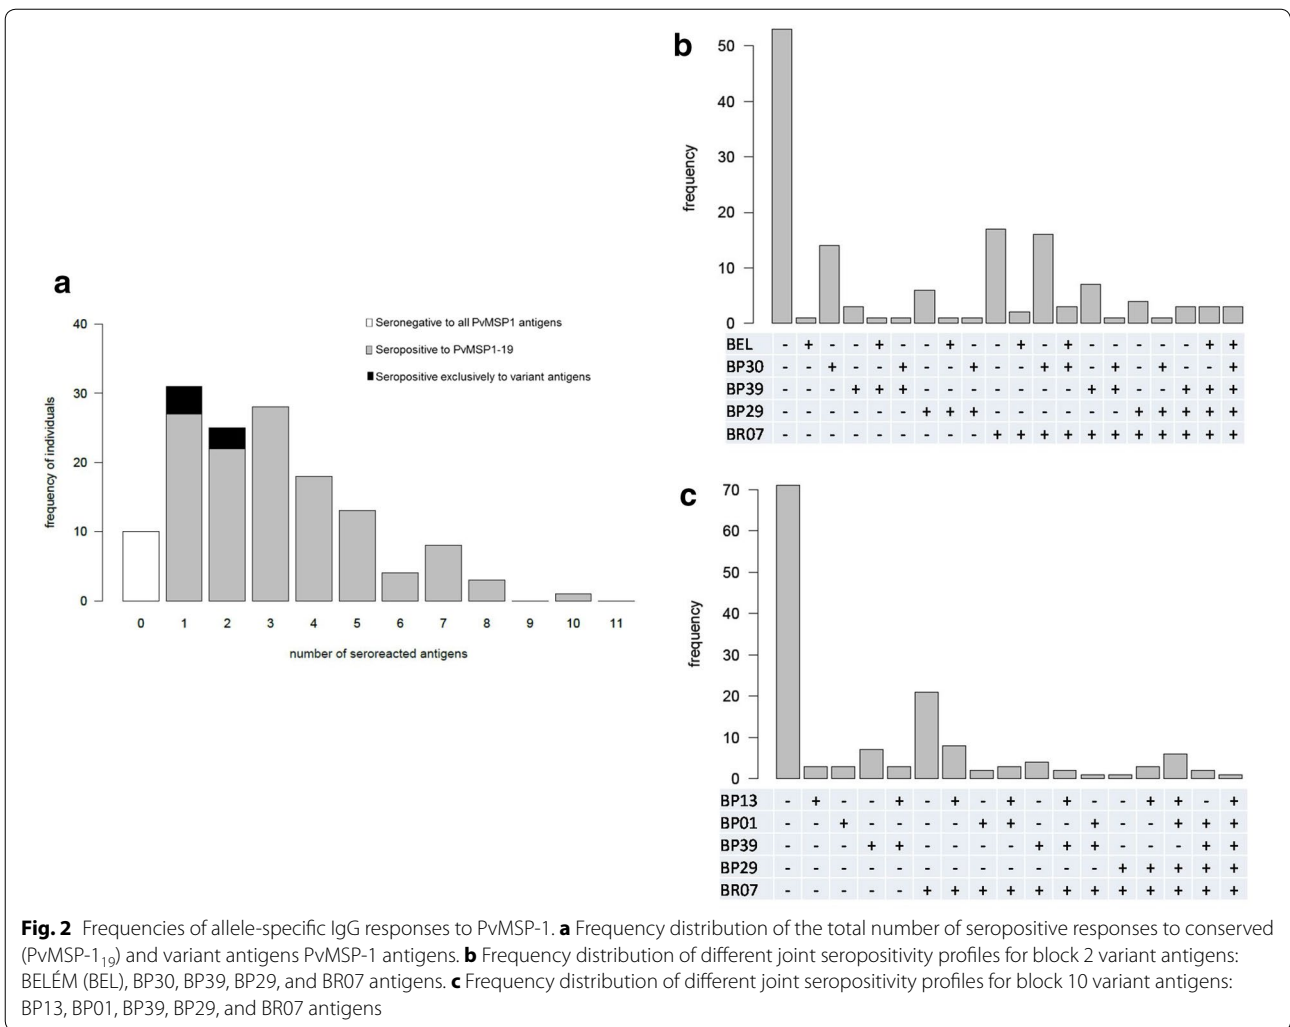 a
40
30
20
10
0
frequency of individuals
Seronegative to all PvMSP1 antigens
Seropositive to PvMSP1-19
Seropositive exclusively to variant antigens
0 1 2 3 4 5 6 7 8 9 10 11
number of seroreacted antigens
b
50
40
30
20
10
0
frequency
BEL - + - - + - - + - - + - + - - - - - + +
BP30 - - + - - + - - + - - + + - + - + - - +
BP39 - - - + + + - - - - - - - + + - - + + +
BP29 - - - - - - + + + - - - - - - + + + + +
BR07 - - - - - - - - - + + + + + + + + + + +
c
70
60
50
40
30
20
10
0
frequency
BP13 - + - - + - + - + - + - - + + - +
BP01 - - + - - - - + + - - + - - + + +
BP39 - - - + + - - - - + + + - - - + +
BP29 - - - - - - - - - - - - + + + + +
BR07 - - - - - + + + + + + + + + + + +
Fig. 2 Frequencies of allele-specific IgG responses to PvMSP-1. a Frequency distribution of the total number of seropositive responses to conserved
(PvMSP-1₁₉) and variant antigens PvMSP-1 antigens. b Frequency distribution of different joint seropositivity profiles for block 2 variant antigens:
BELÉM (BEL), BP30, BP39, BP29, and BR07 antigens. c Frequency distribution of different joint seropositivity profiles for block 10 variant antigens:
BP13, BP01, BP39, BP29, and BR07 antigens